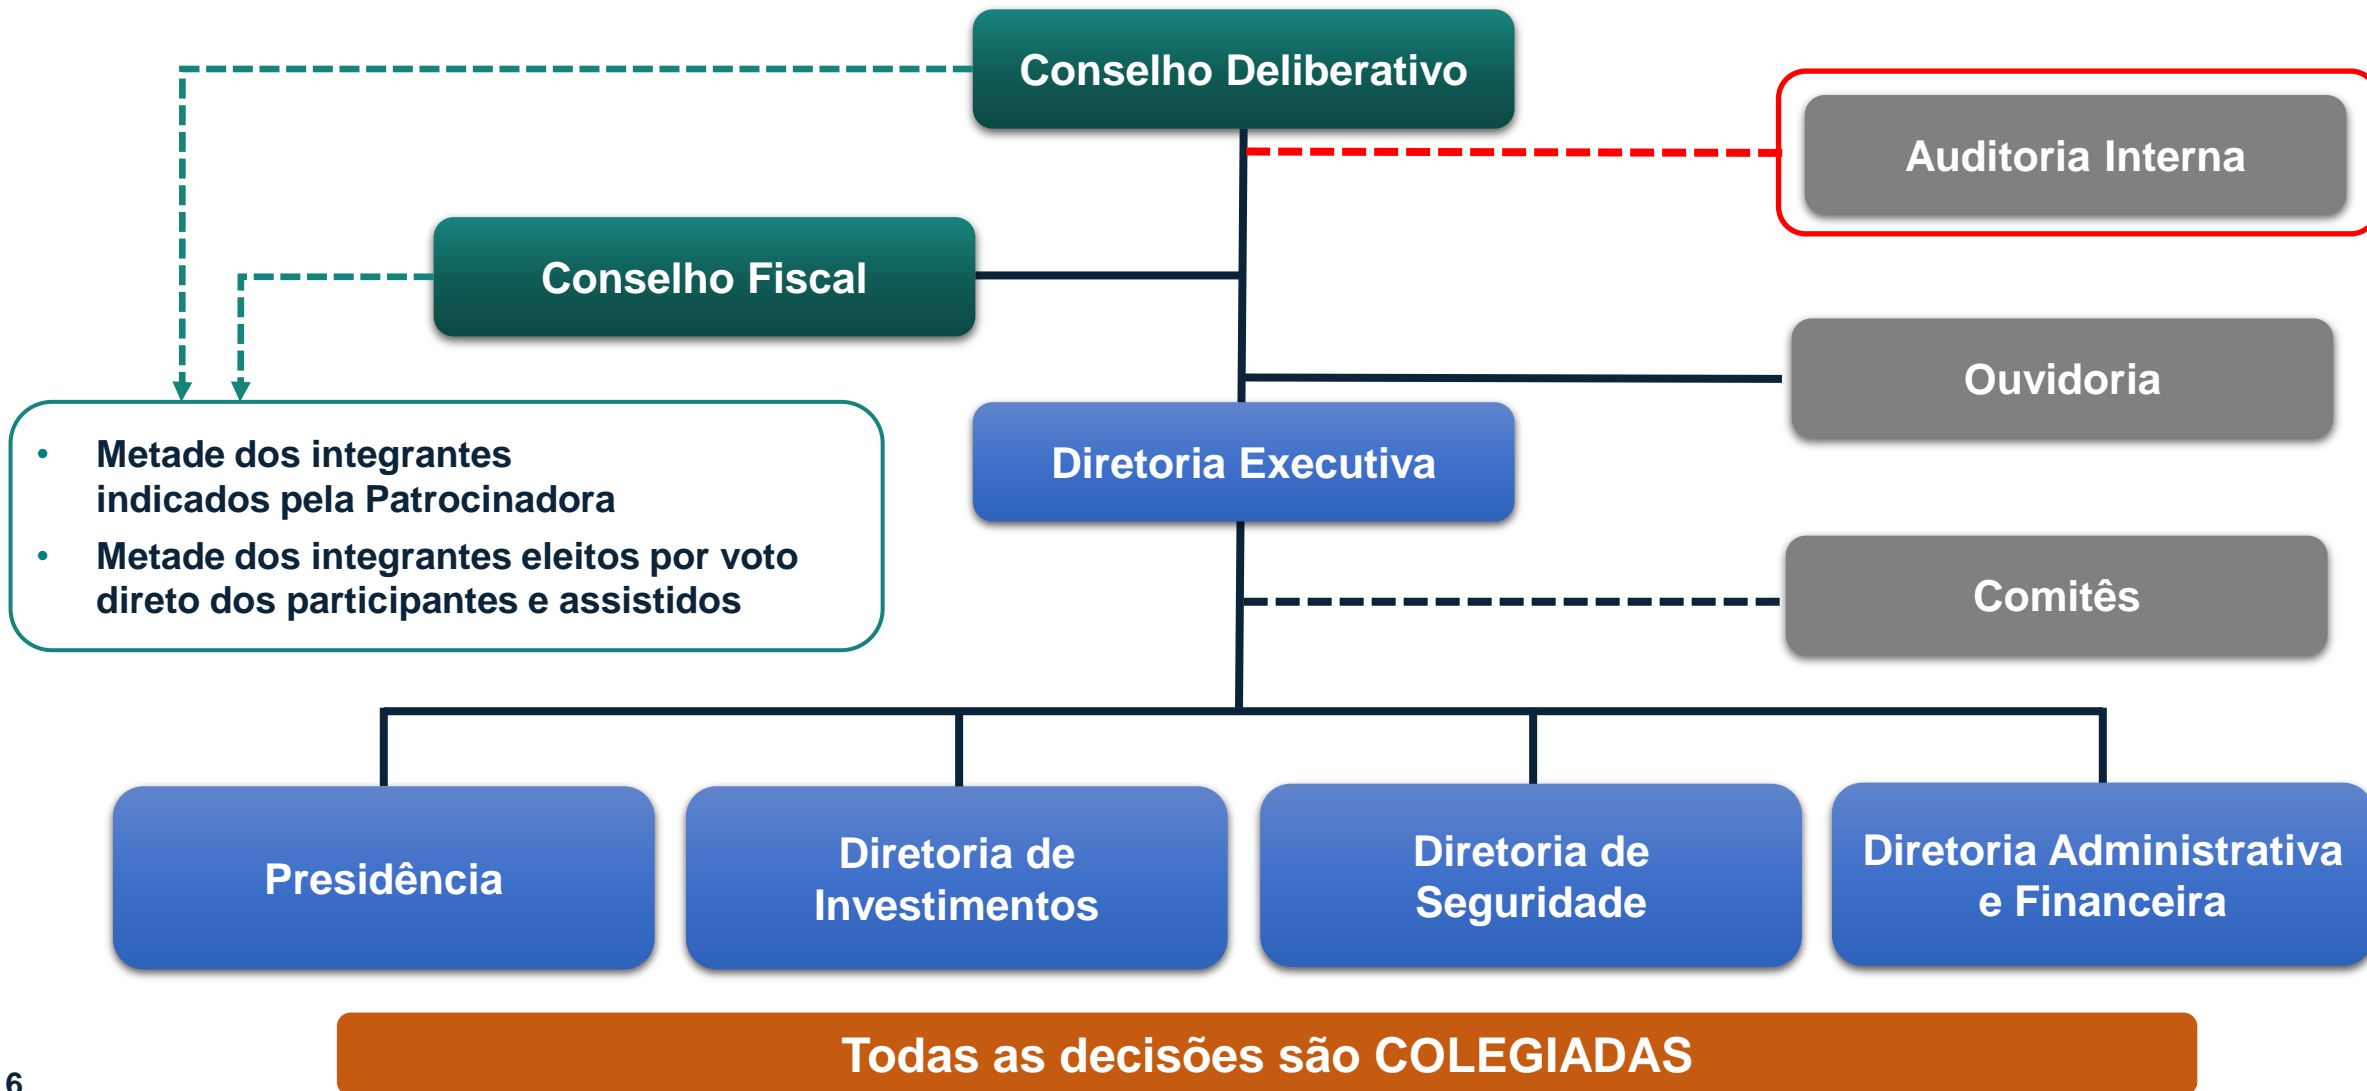 Conselho Deliberativo
Auditoria Interna
Conselho Fiscal
Ouvidoria
Diretoria Executiva
• Metade dos integrantes
indicados pela Patrocinadora
• Metade dos integrantes eleitos por voto
direto dos participantes e assistidos
Comitês
Presidência
Diretoria de
Investimentos
Diretoria de
Seguridade
Diretoria Administrativa
e Financeira
Todas as decisões são COLEGIADAS
6